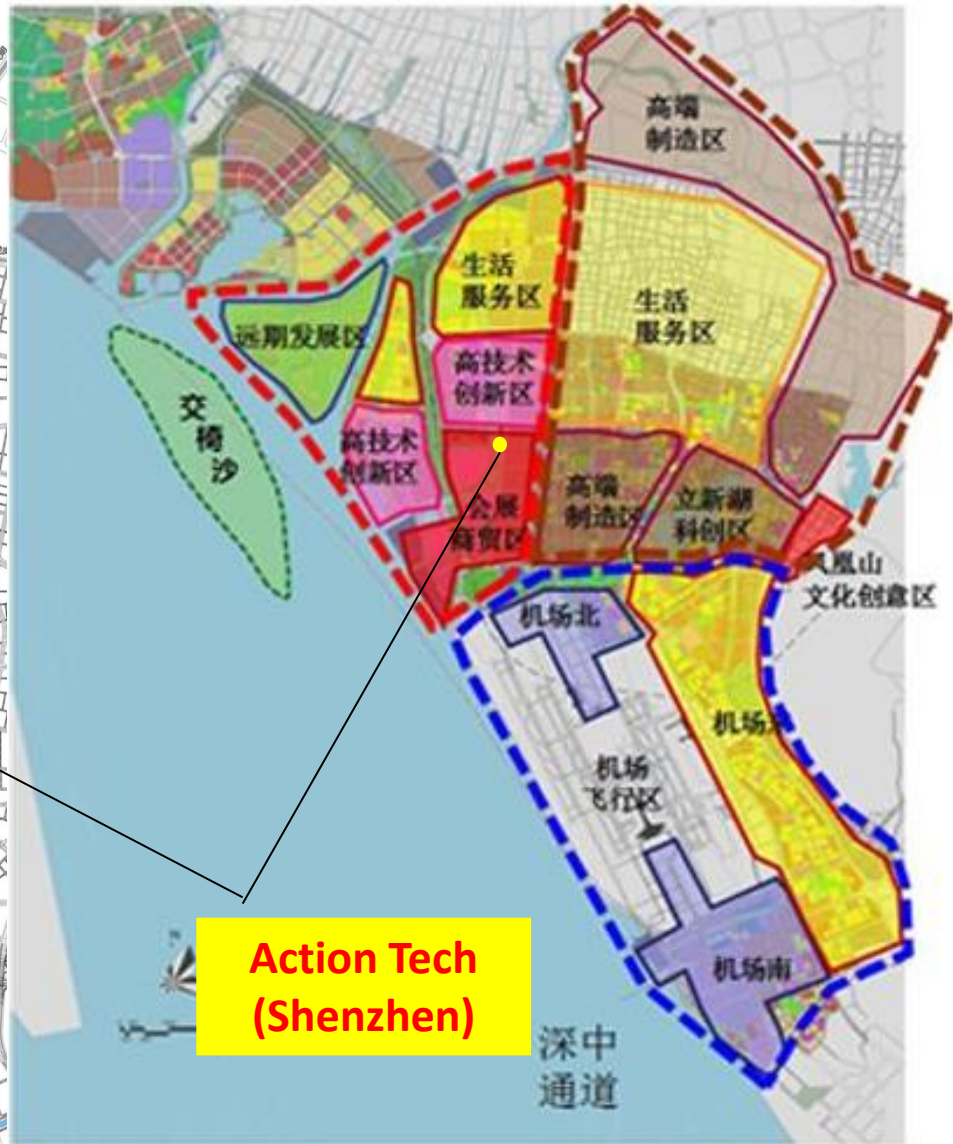 高端
制造区
生活
服务区
生活
服务区
远期发展区
高技术
创新区
交
椅
沙
高技术
创新区
会展
商贸区
高端
制造区
立新湖
科创区
凤凰山
文化创意区
机场北
机场东
机场
飞行区
机场南
Action Tech
(Shenzhen)
深中
通道